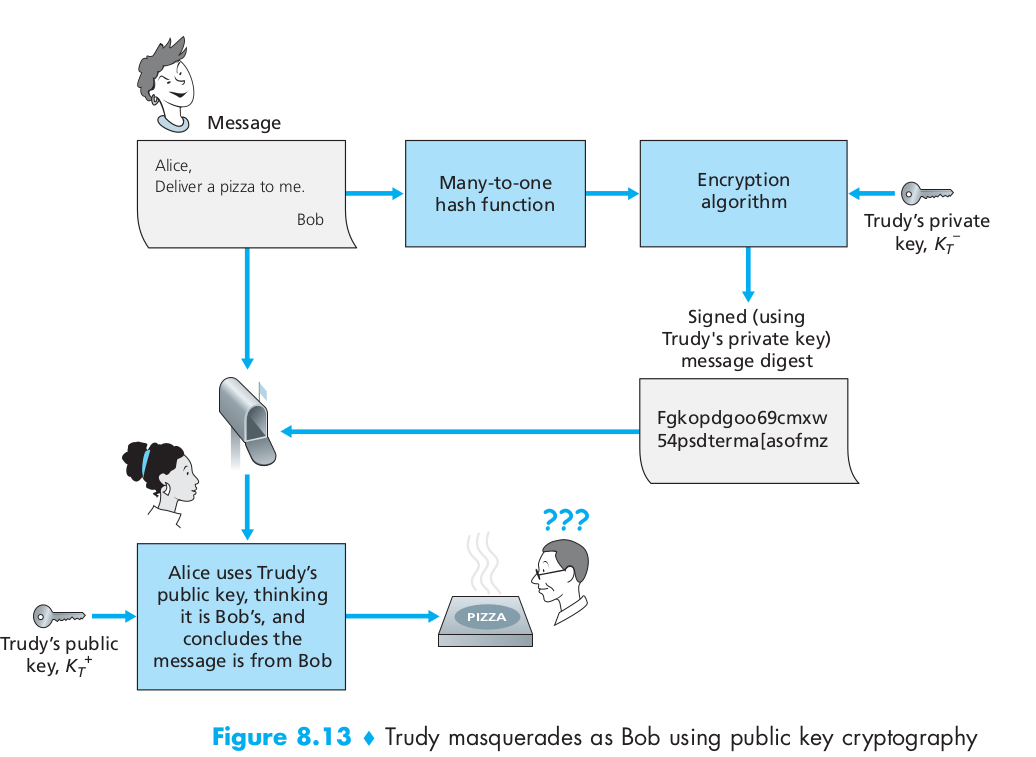 Message
Alice,
Deliver a pizza to me.
Bob
Many-to-one
hash function
Encryption
algorithm
Trudy’s private
key, K_T^–
Signed (using
Trudy's private key)
message digest
Fgkopdgoo69cmxw
54psdterma[asofmz
???
Alice uses Trudy’s
public key, thinking
it is Bob’s, and
concludes the
message is from Bob
PIZZA
Trudy’s public
key, K_T^+
Figure 8.13 ♦ Trudy masquerades as Bob using public key cryptography